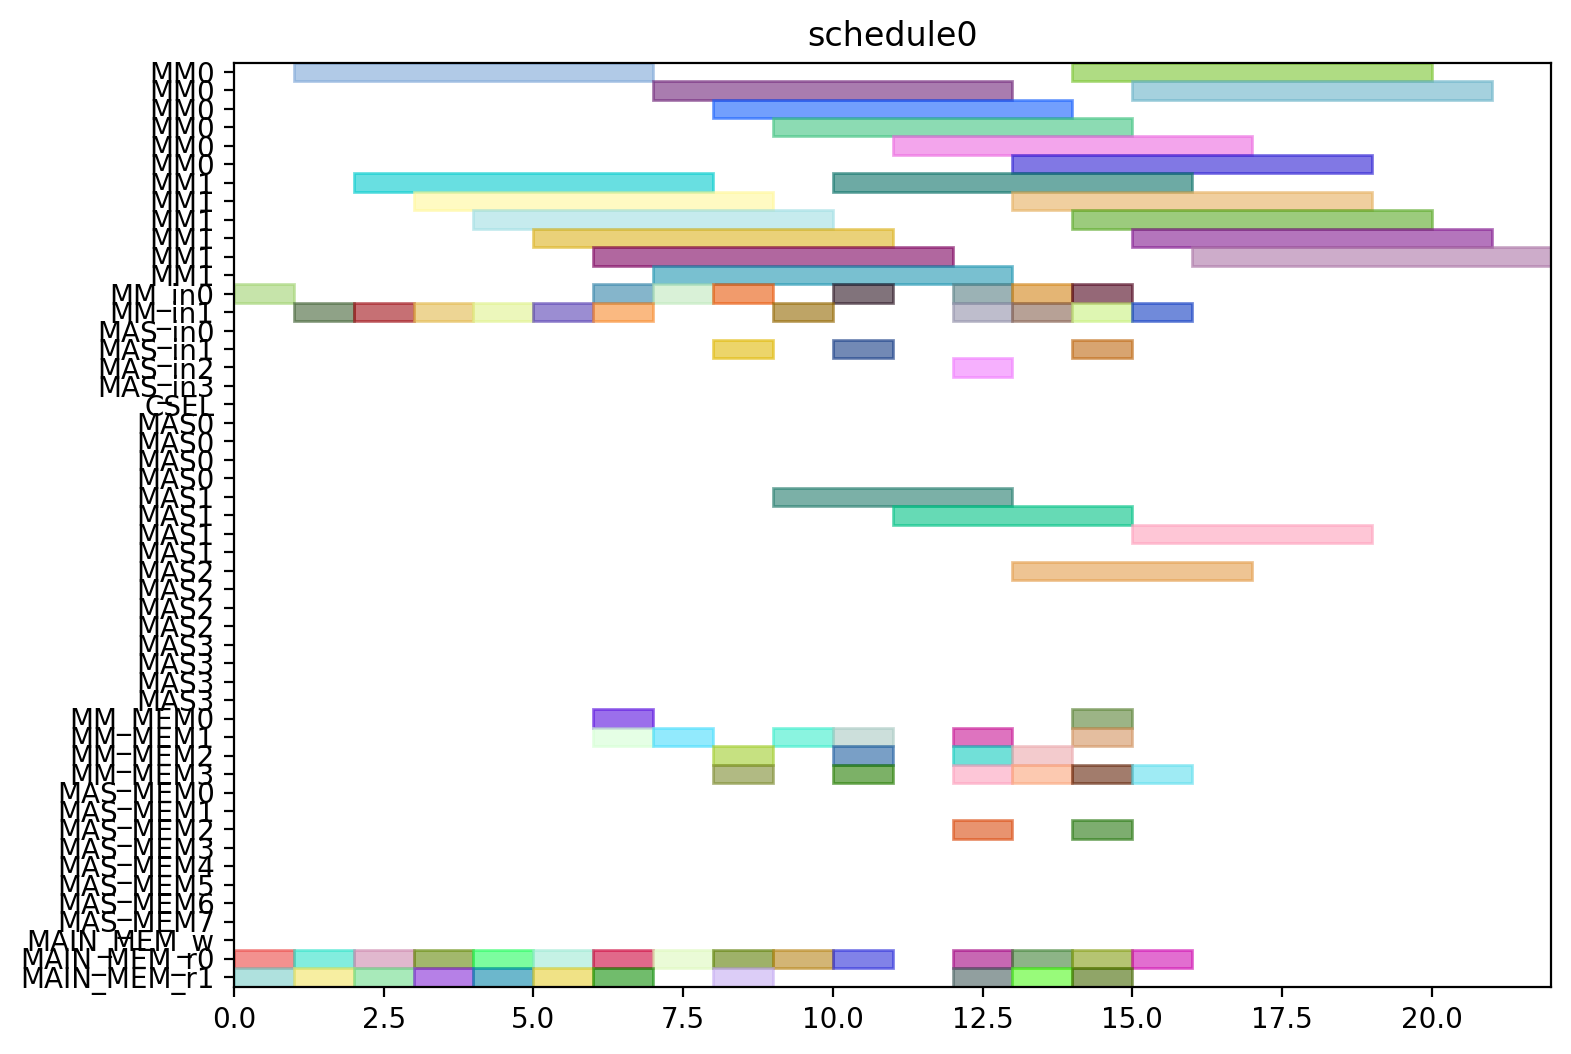 schedule0
MM0
MM0
MM0
MM0
MM0
MM0
MM1
MM1
MM1
MM1
MM1
MM1
MM_in0
MM_in1
MAS_in0
MAS_in1
MAS_in2
MAS_in3
CSEL
MAS0
MAS0
MAS0
MAS0
MAS1
MAS1
MAS1
MAS1
MAS2
MAS2
MAS2
MAS2
MAS3
MAS3
MAS3
MAS3
MM_MEM0
MM_MEM1
MM_MEM2
MM_MEM3
MAS_MEM0
MAS_MEM1
MAS_MEM2
MAS_MEM3
MAS_MEM4
MAS_MEM5
MAS_MEM6
MAS_MEM7
MAIN_MEM_w
MAIN_MEM_r0
MAIN_MEM_r1
0.0 2.5 5.0 7.5 10.0 12.5 15.0 17.5 20.0